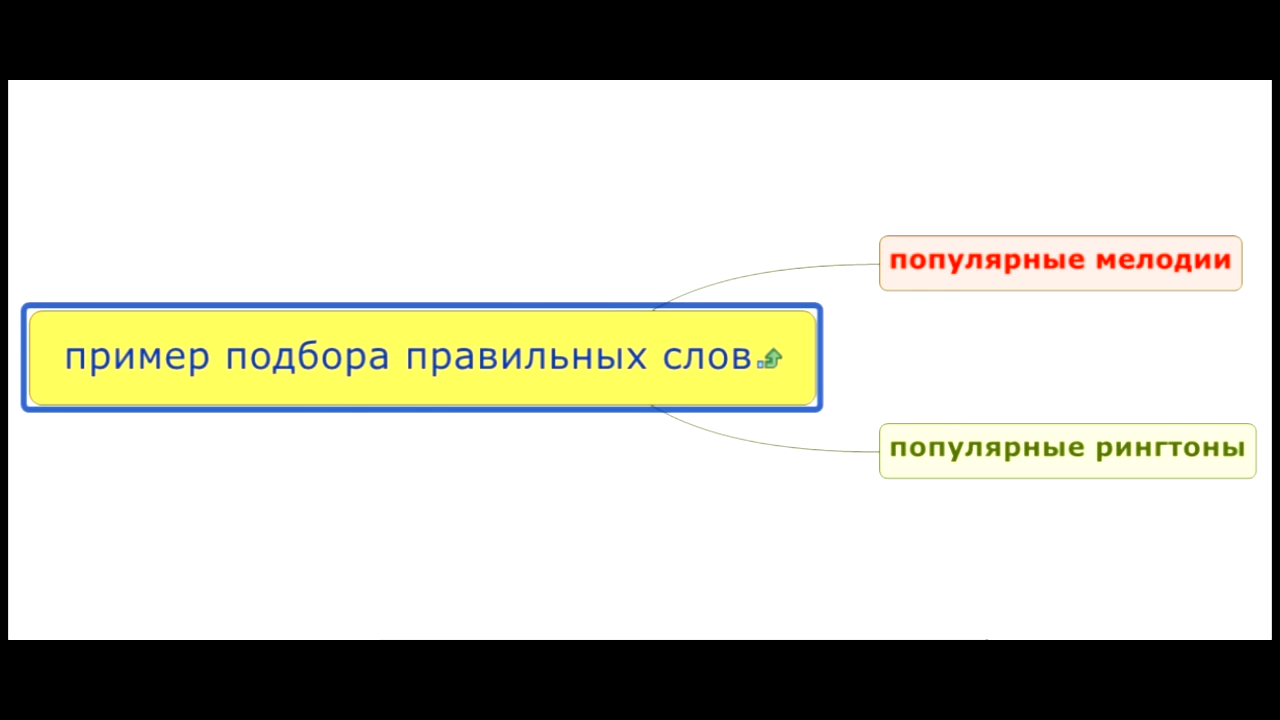 популярные мелодии
пример подбора правильных слов
популярные рингтоны